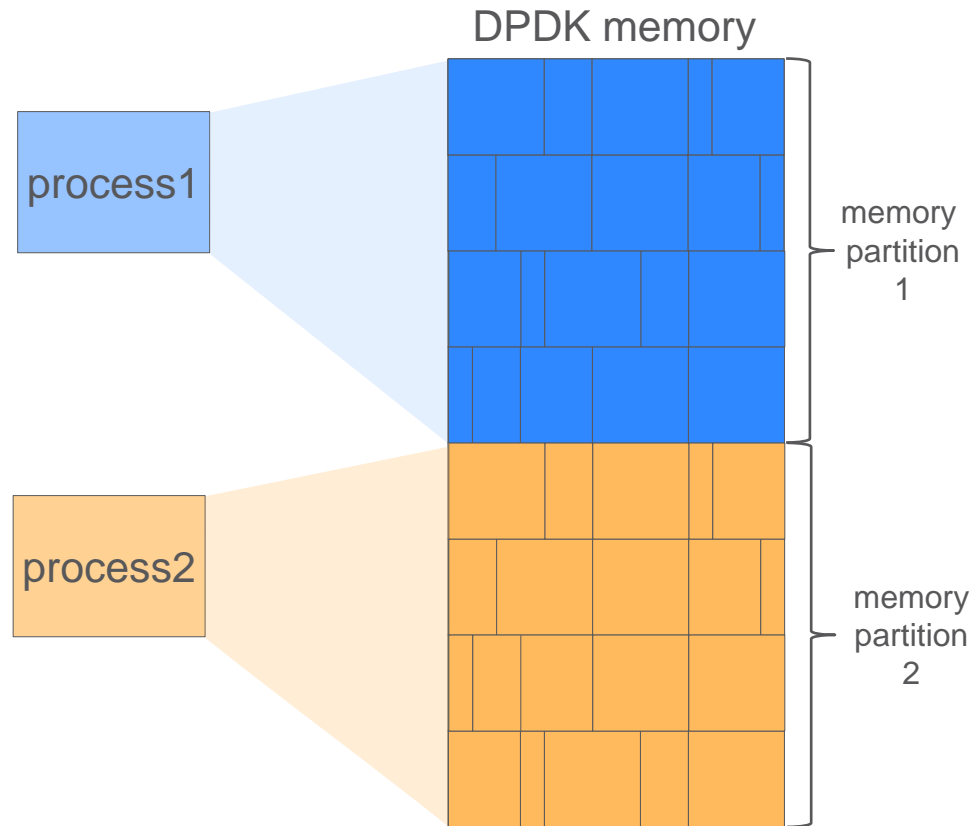 DPDK memory
process1
memory
partition
1
process2
memory
partition
2